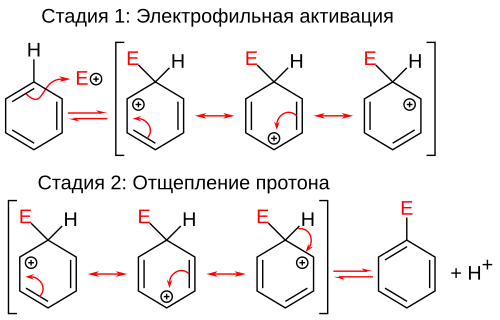 Стадия 1: Электрофильная активация
H
E ⊕
E H ⊕
E H ⊕
E H ⊕
Стадия 2: Отщепление протона
E H ⊕
E H ⊕
E H ⊕
E
+ H⁺